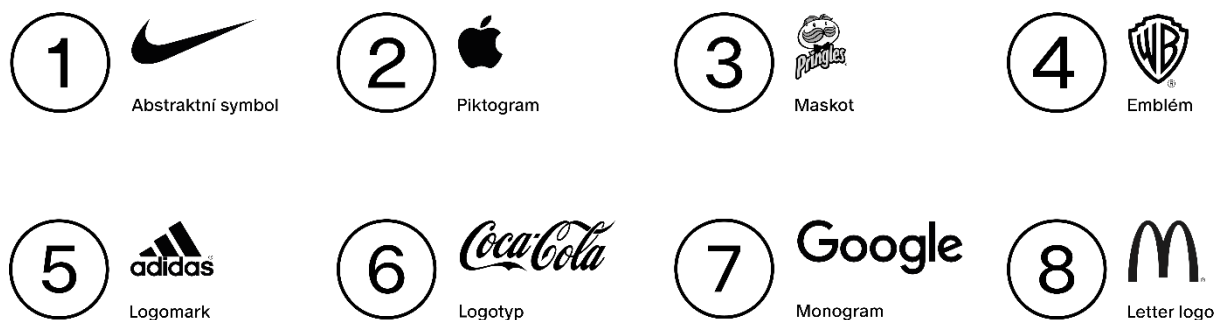 1
Abstraktní symbol
2
Piktogram
3
Pringles
Maskot
4
WB
®
Emblém
5
adidas
Logomark
6
Coca-Cola
Logotyp
7
Google
Monogram
8
M
Letter logo